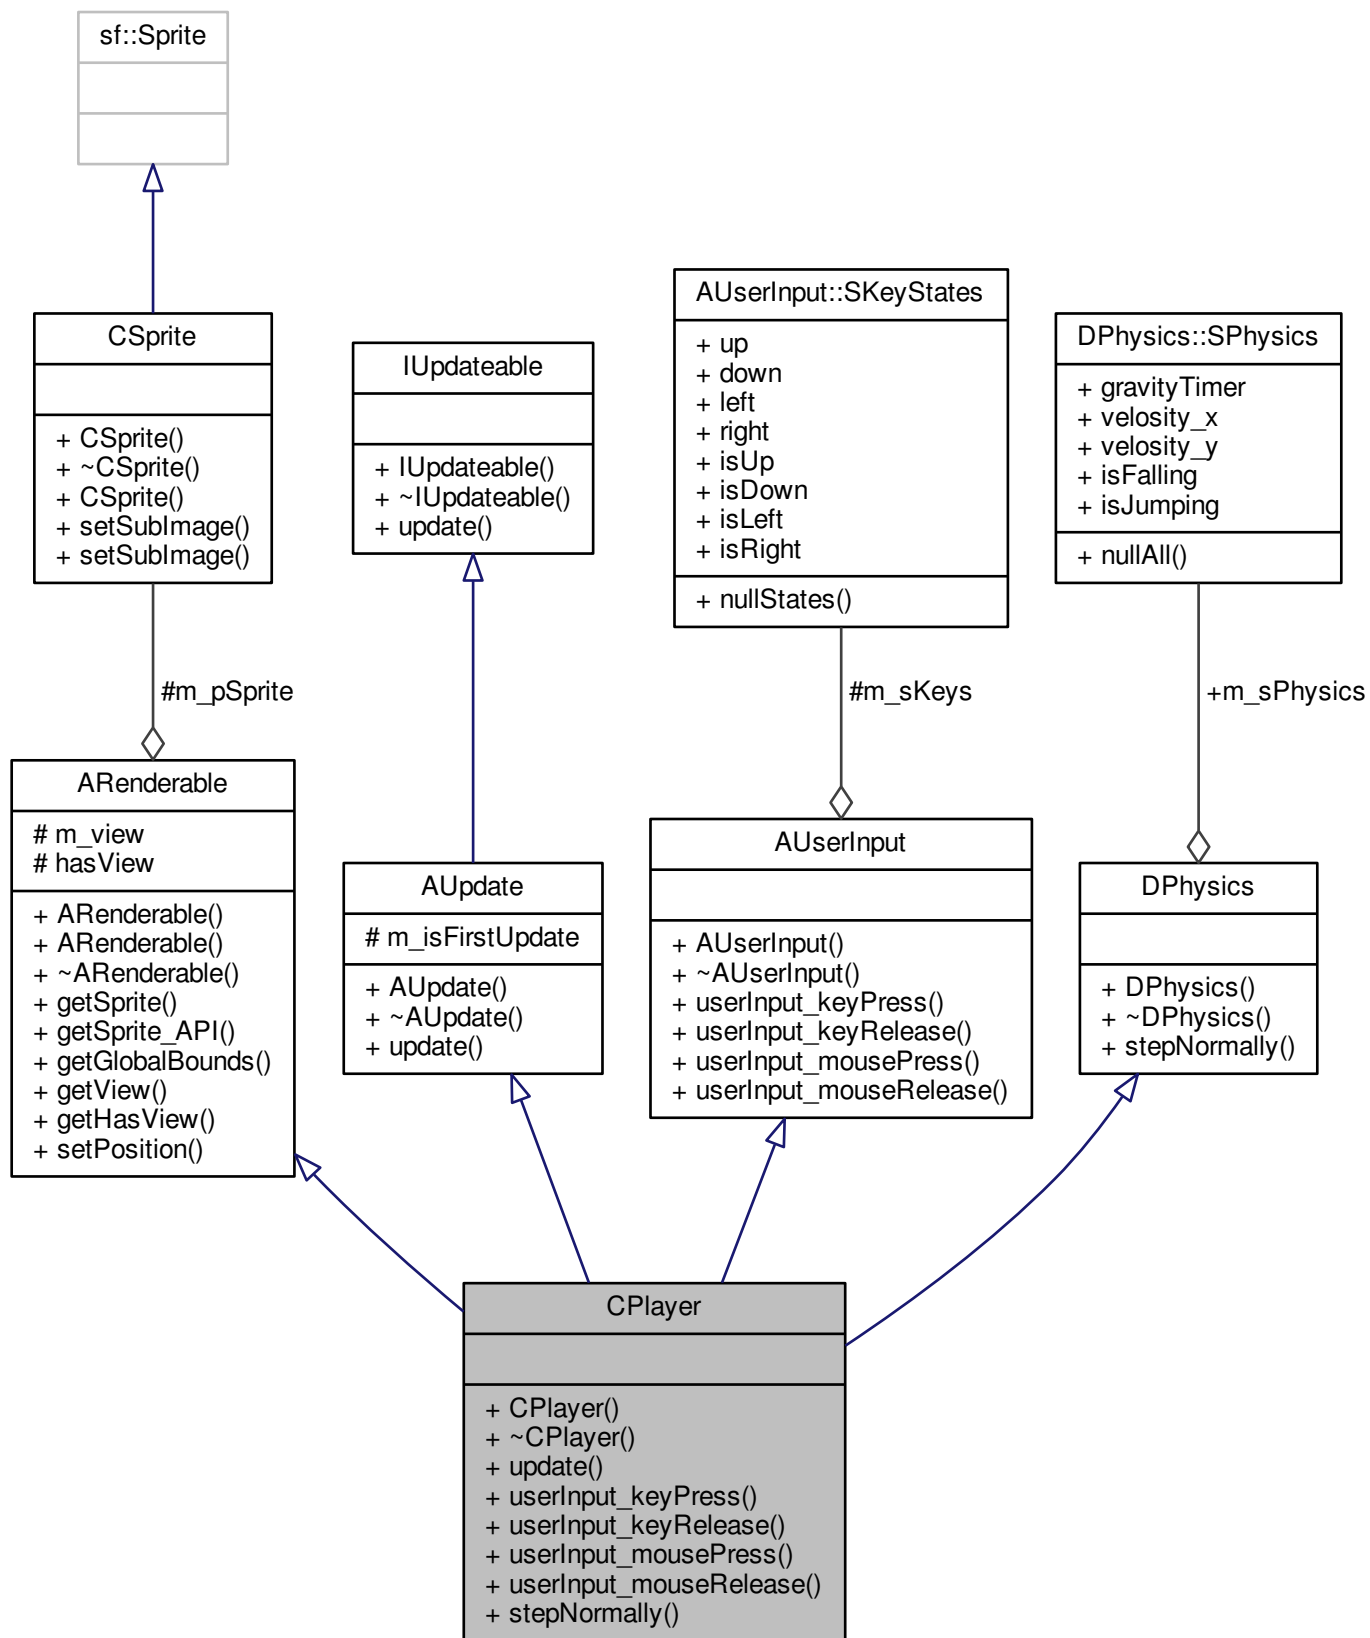 sf::Sprite
CSprite
+ CSprite()
+ ~CSprite()
+ CSprite()
+ setSubImage()
+ setSubImage()
IUpdateable
+ IUpdateable()
+ ~IUpdateable()
+ update()
AUserInput::SKeyStates
+ up
+ down
+ left
+ right
+ isUp
+ isDown
+ isLeft
+ isRight
+ nullStates()
DPhysics::SPhysics
+ gravityTimer
+ velosity_x
+ velosity_y
+ isFalling
+ isJumping
+ nullAll()
#m_pSprite
#m_sKeys
+m_sPhysics
ARenderable
# m_view
# hasView
+ ARenderable()
+ ARenderable()
+ ~ARenderable()
+ getSprite()
+ getSprite_API()
+ getGlobalBounds()
+ getView()
+ getHasView()
+ setPosition()
AUpdate
# m_isFirstUpdate
+ AUpdate()
+ ~AUpdate()
+ update()
AUserInput
+ AUserInput()
+ ~AUserInput()
+ userInput_keyPress()
+ userInput_keyRelease()
+ userInput_mousePress()
+ userInput_mouseRelease()
DPhysics
+ DPhysics()
+ ~DPhysics()
+ stepNormally()
CPlayer
+ CPlayer()
+ ~CPlayer()
+ update()
+ userInput_keyPress()
+ userInput_keyRelease()
+ userInput_mousePress()
+ userInput_mouseRelease()
+ stepNormally()